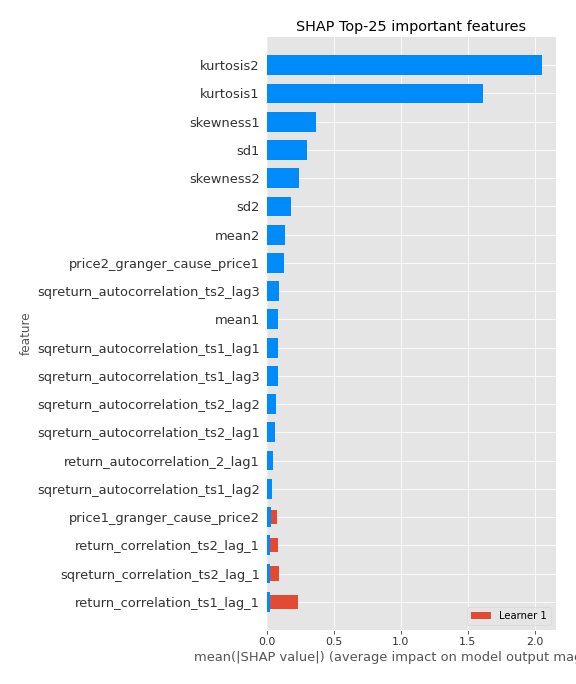 SHAP Top-25 important features
kurtosis2
kurtosis1
skewness1
sd1
skewness2
sd2
mean2
price2_granger_cause_price1
sqreturn_autocorrelation_ts2_lag3
mean1
sqreturn_autocorrelation_ts1_lag1
sqreturn_autocorrelation_ts1_lag3
sqreturn_autocorrelation_ts2_lag2
sqreturn_autocorrelation_ts2_lag1
return_autocorrelation_2_lag1
sqreturn_autocorrelation_ts1_lag2
price1_granger_cause_price2
return_correlation_ts2_lag_1
sqreturn_correlation_ts2_lag_1
return_correlation_ts1_lag_1
feature
Learner 1
0.0 0.5 1.0 1.5 2.0
mean(|SHAP value|) (average impact on model output mag